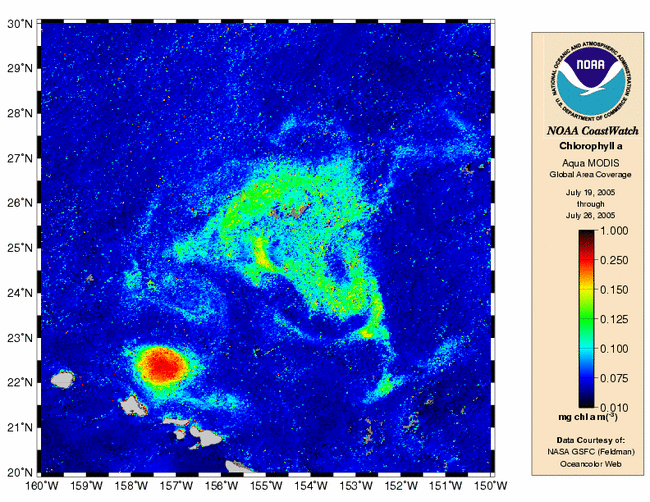 30°N
29°N
28°N
27°N
26°N
25°N
24°N
23°N
22°N
21°N
20°N
160°W 159°W 158°W 157°W 156°W 155°W 154°W 153°W 152°W 151°W 150°W
NATIONAL OCEANIC AND ATMOSPHERIC ADMINISTRATION
NOAA
U.S. DEPARTMENT OF COMMERCE
NOAA CoastWatch
Chlorophyll a
Aqua MODIS
Global Area Coverage
July 19, 2005
through
July 26, 2005
1.000
0.250
0.150
0.125
0.100
0.075
0.010
mg chl a m(-3)
Data Courtesy of:
NASA GSFC (Feldman)
Oceancolor Web